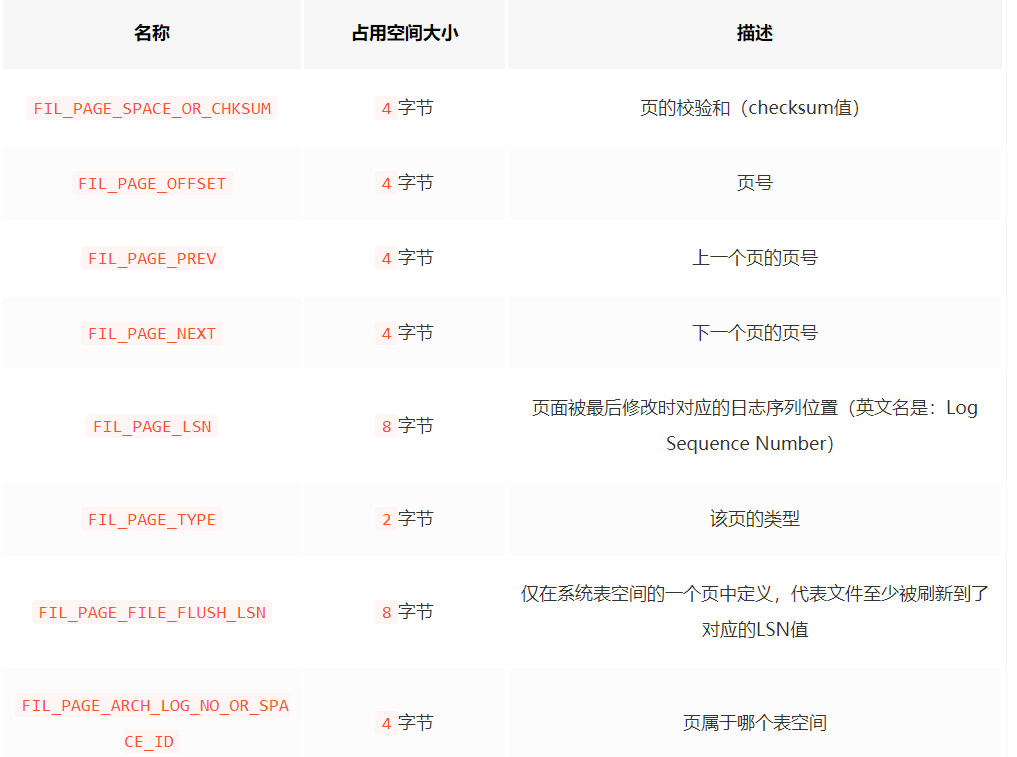 名称 占用空间大小 描述
FIL_PAGE_SPACE_OR_CHKSUM 4 字节 页的校验和（checksum值）
FIL_PAGE_OFFSET 4 字节 页号
FIL_PAGE_PREV 4 字节 上一个页的页号
FIL_PAGE_NEXT 4 字节 下一个页的页号
FIL_PAGE_LSN 8 字节 页面被最后修改时对应的日志序列位置（英文名是：Log
Sequence Number）
FIL_PAGE_TYPE 2 字节 该页的类型
FIL_PAGE_FILE_FLUSH_LSN 8 字节 仅在系统表空间的一个页中定义，代表文件至少被刷新到了
对应的LSN值
FIL_PAGE_ARCH_LOG_NO_OR_SPA
CE_ID 4 字节 页属于哪个表空间